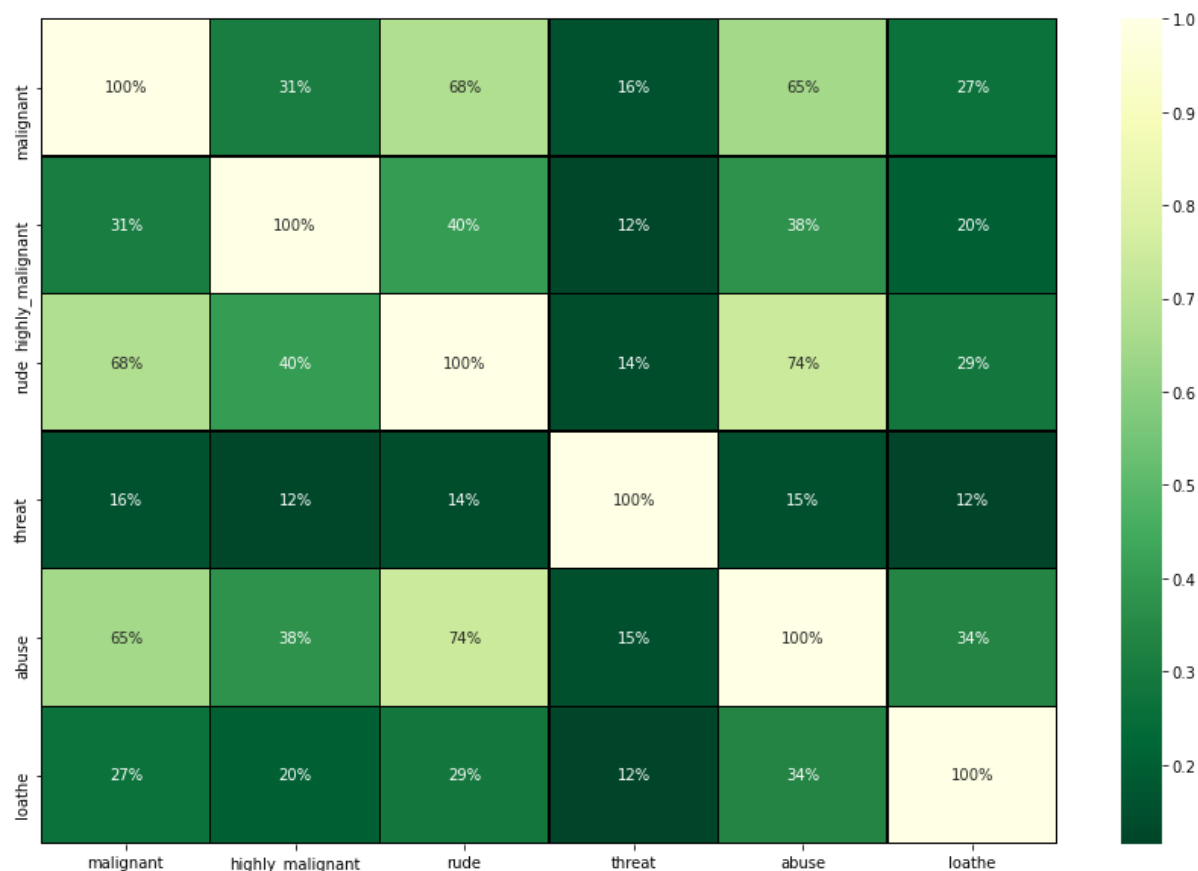 malignant 100% 31% 68% 16% 65% 27%
highly_malignant 31% 100% 40% 12% 38% 20%
rude 68% 40% 100% 14% 74% 29%
threat 16% 12% 14% 100% 15% 12%
abuse 65% 38% 74% 15% 100% 34%
loathe 27% 20% 29% 12% 34% 100%
malignant highly_malignant rude threat abuse loathe
1.0
0.9
0.8
0.7
0.6
0.5
0.4
0.3
0.2